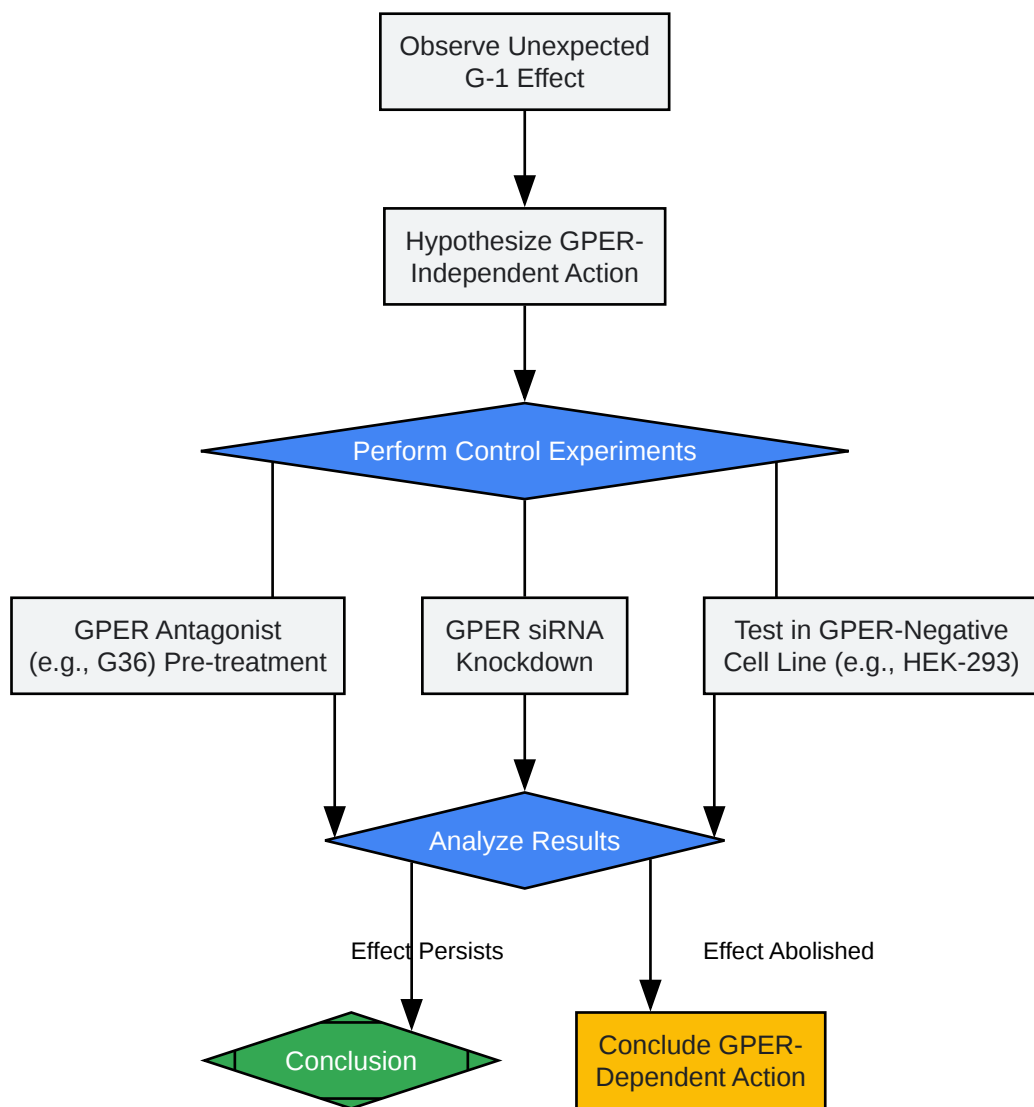 Observe Unexpected
G-1 Effect
Hypothesize GPER-
Independent Action
Perform Control Experiments
GPER Antagonist
(e.g., G36) Pre-treatment
GPER siRNA
Knockdown
Test in GPER-Negative
Cell Line (e.g., HEK-293)
Analyze Results
Effect Persists
Effect Abolished
Conclusion
Conclude GPER-
Dependent Action